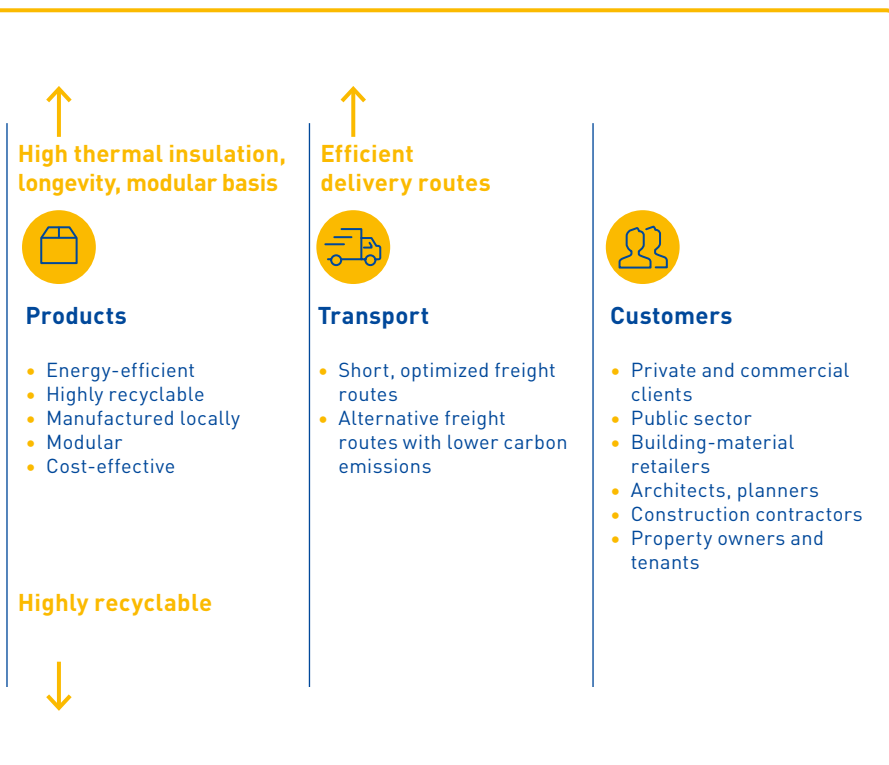 High thermal insulation,
longevity, modular basis
Products
• Energy-efficient
• Highly recyclable
• Manufactured locally
• Modular
• Cost-effective
Highly recyclable
Efficient
delivery routes
Transport
• Short, optimized freight
routes
• Alternative freight
routes with lower carbon
emissions
Customers
• Private and commercial
clients
• Public sector
• Building-material
retailers
• Architects, planners
• Construction contractors
• Property owners and
tenants